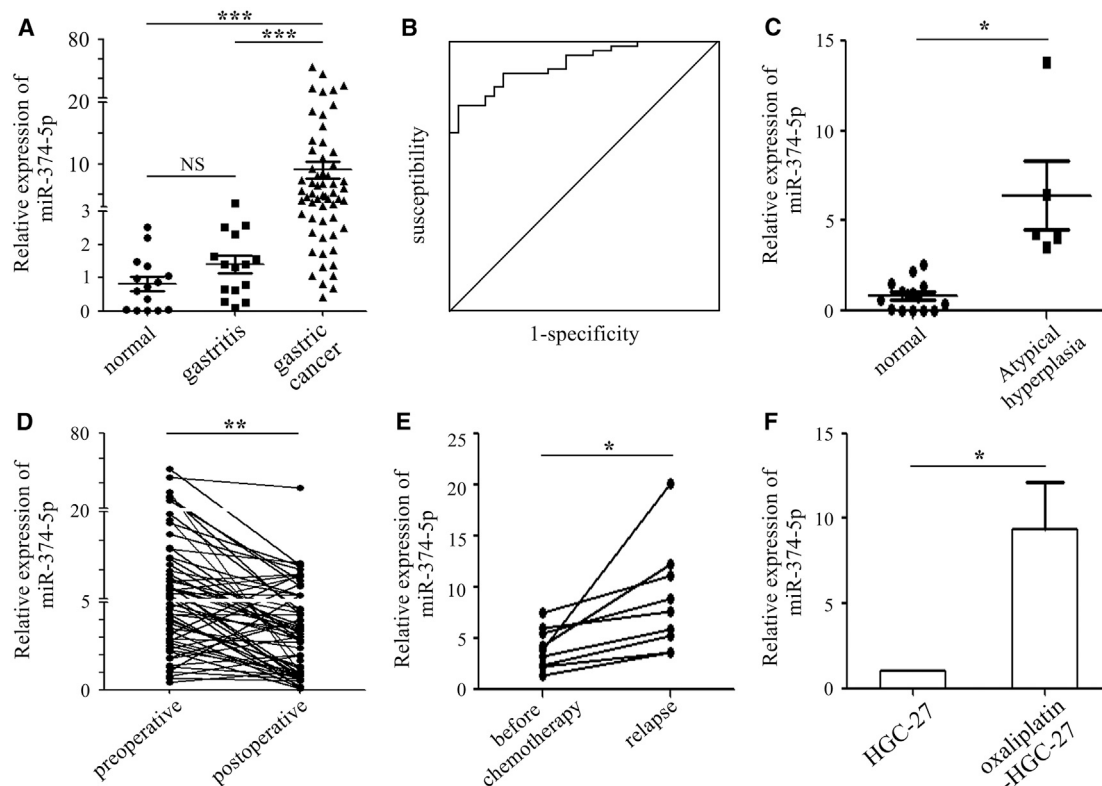 A
Relative expression of
miR-374-5p
80
20
10
3
2
1
0
***
***
NS
normal
gastritis
gastric
cancer
B
susceptibility
1-specificity
C
Relative expression of
miR-374-5p
15
10
5
0
*
normal
Atypical
hyperplasia
D
Relative expression of
miR-374-5p
80
20
5
0
**
preoperative
postoperative
E
Relative expression of
miR-374-5p
25
20
15
10
5
0
*
before
chemotherapy
relapse
F
Relative expression of
miR-374-5p
15
10
5
0
*
HGC-27
oxaliplatin
-HGC-27